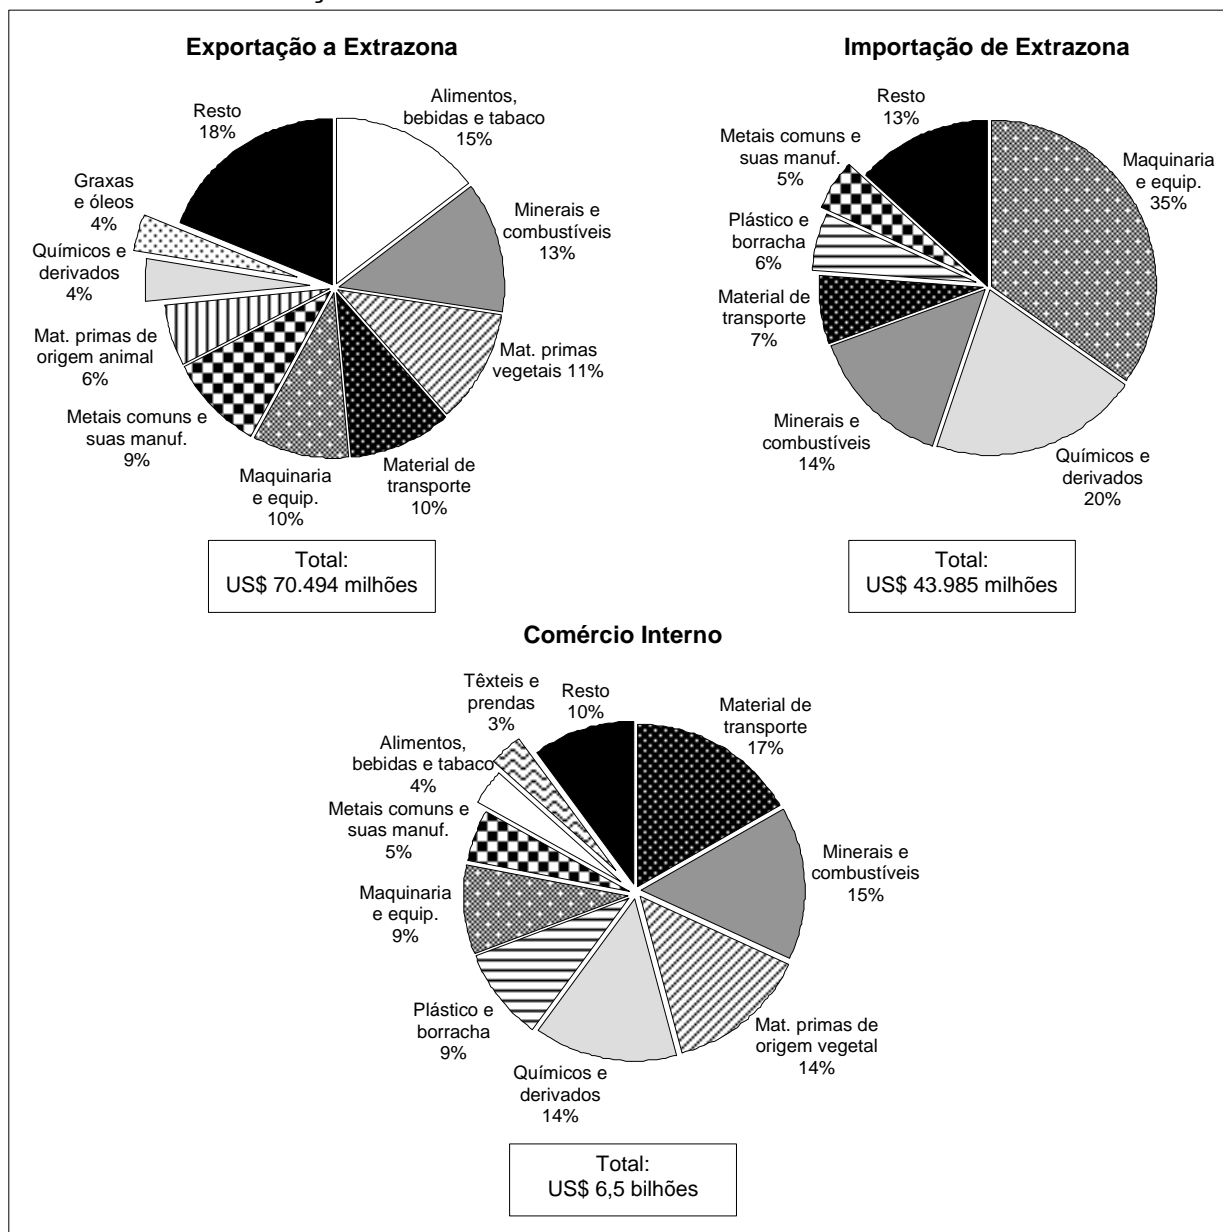 Exportação a Extrazona
Importação de Extrazona
Alimentos,
bebidas e tabaco
15%
Minerais e
combustíveis
13%
Mat. primas
vegetais 11%
Material de
transporte
10%
Maquinaria
e equip.
10%
Metais comuns e
suas manuf.
9%
Mat. primas de
origem animal
6%
Químicos e
derivados
4%
Graxas
e óleos
4%
Resto
18%
Total:
US$ 70.494 milhões
Maquinaria
e equip.
35%
Químicos e
derivados
20%
Minerais e
combustíveis
14%
Material de
transporte
7%
Plástico e
borracha
6%
Metais comuns e
suas manuf.
5%
Resto
13%
Total:
US$ 43.985 milhões
Comércio Interno
Material de
transporte
17%
Minerais e
combustíveis
15%
Mat. primas de
origem vegetal
14%
Químicos e
derivados
14%
Plástico e
borracha
9%
Maquinaria
e equip.
9%
Metais comuns e
suas manuf.
5%
Alimentos,
bebidas e tabaco
4%
Têxteis e
prendas
3%
Resto
10%
Total:
US$ 6,5 bilhões